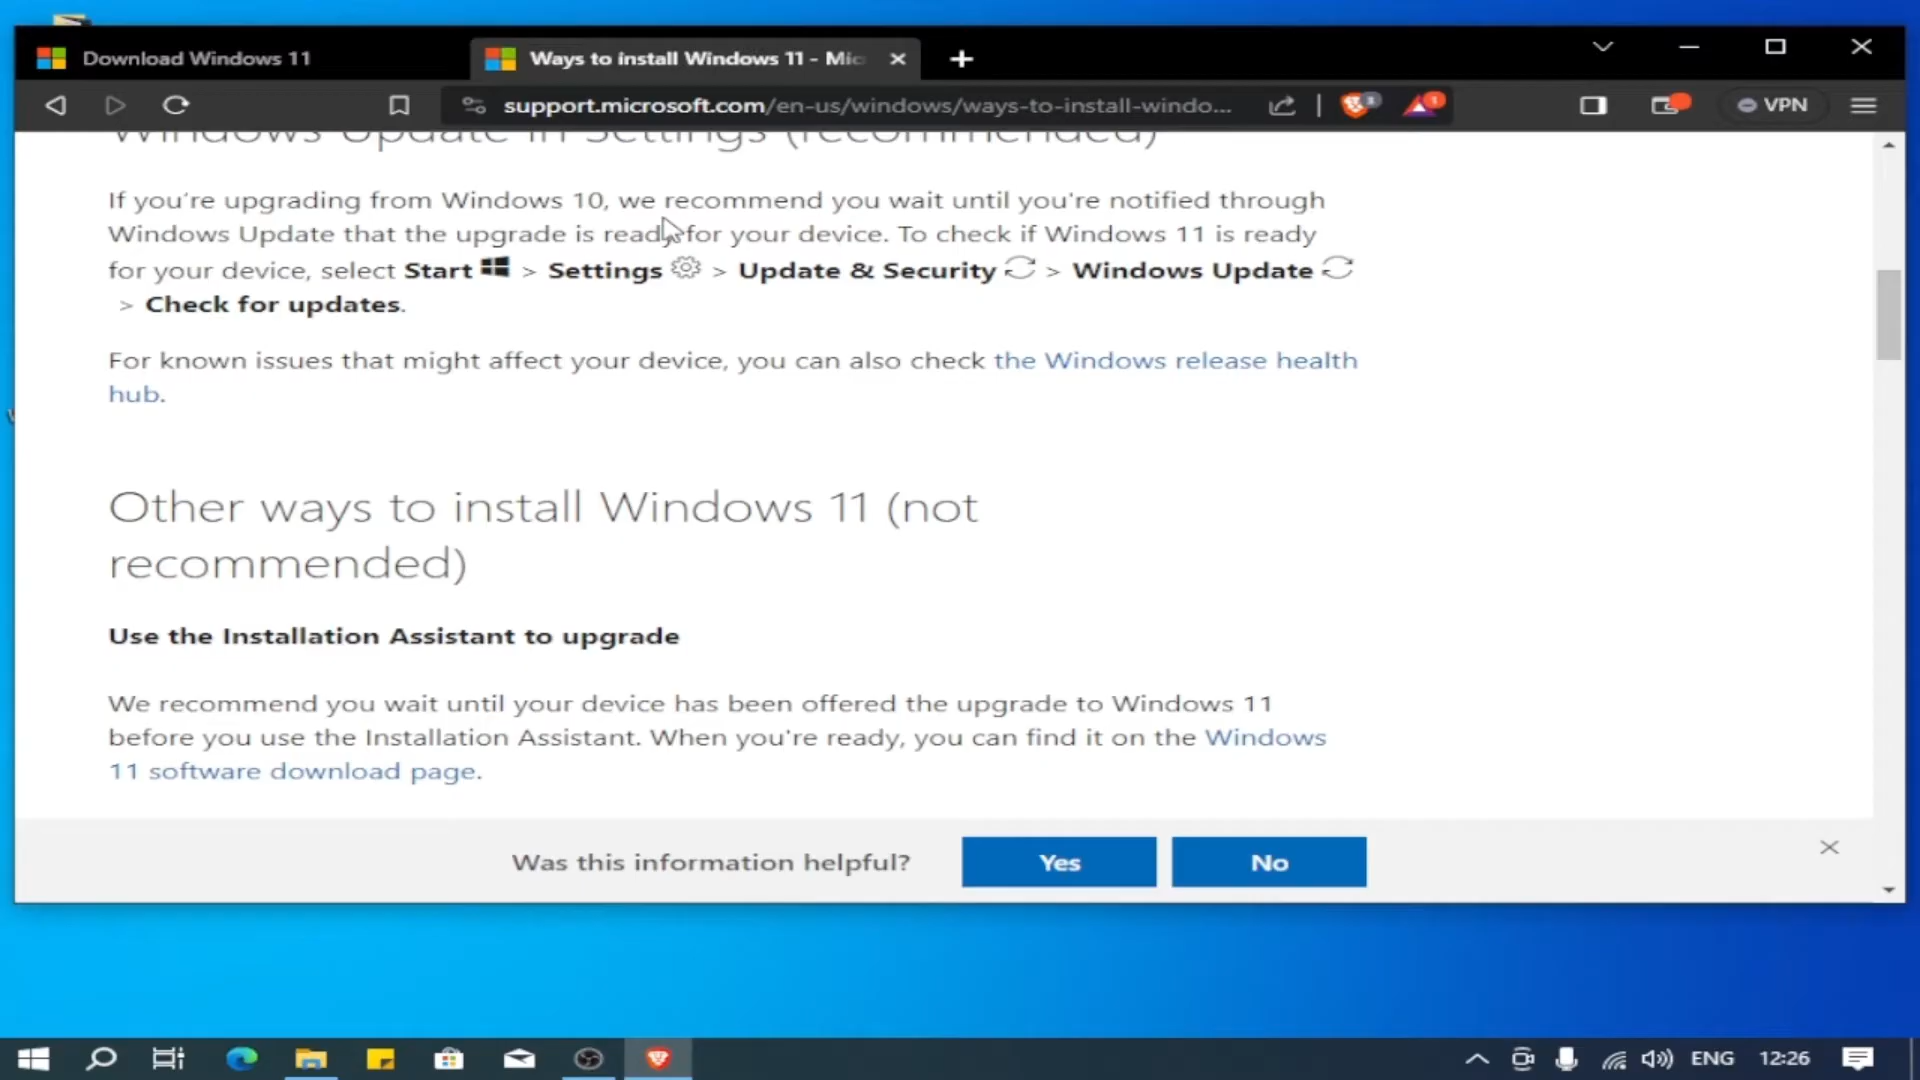 Download Windows 11
Ways to install Windows 11 - Mic
support.microsoft.com/en-us/windows/ways-to-install-windo...
1
VPN
Windows Update in Settings (recommended)
If you’re upgrading from Windows 10, we recommend you wait until you're notified through
Windows Update that the upgrade is ready for your device. To check if Windows 11 is ready
for your device, select Start > Settings > Update & Security > Windows Update
> Check for updates.
For known issues that might affect your device, you can also check the Windows release health
hub.
Other ways to install Windows 11 (not
recommended)
Use the Installation Assistant to upgrade
We recommend you wait until your device has been offered the upgrade to Windows 11
before you use the Installation Assistant. When you're ready, you can find it on the Windows
11 software download page.
Was this information helpful?
Yes
No
ENG
12:26